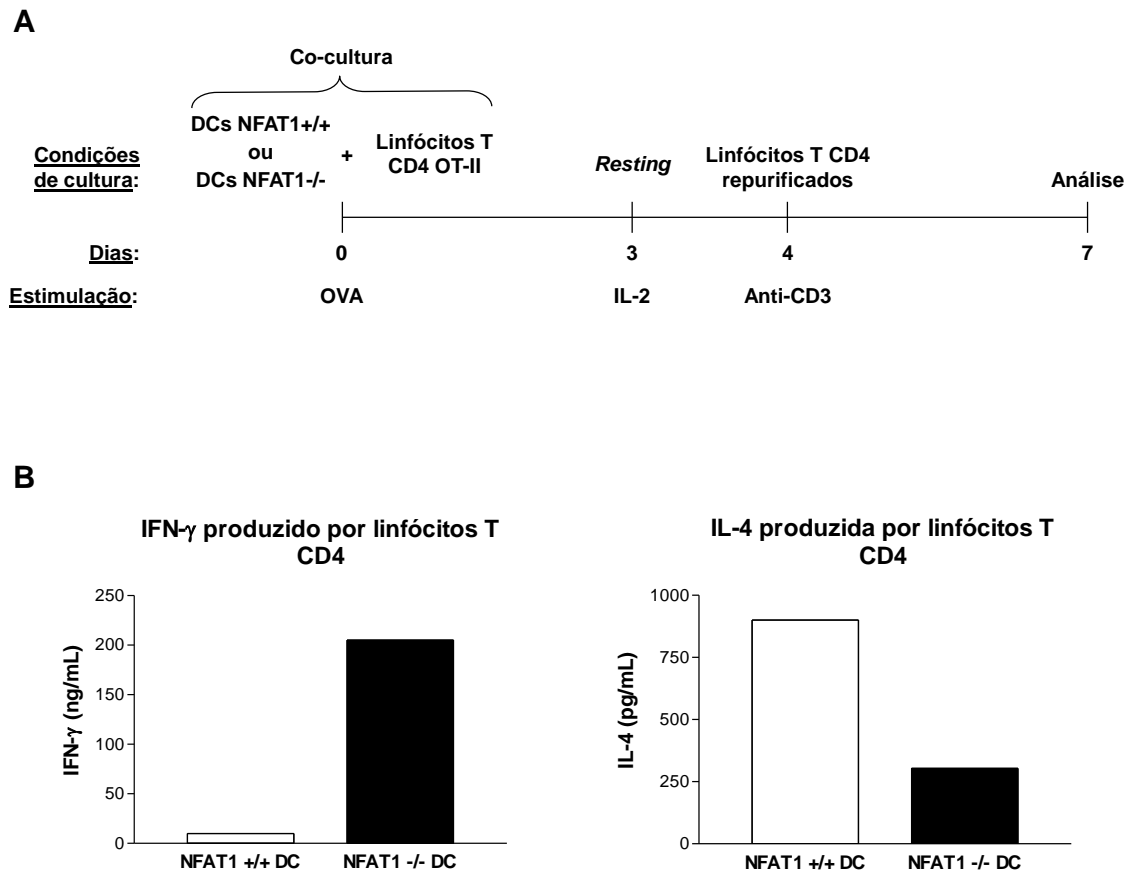 A
Co-cultura
Condições
de cultura:
DCs NFAT1+/+
ou
DCs NFAT1-/-
+
Linfócitos T
CD4 OT-II
Resting
Linfócitos T CD4
repurificados
Análise
Dias:
0
3
4
7
Estimulação:
OVA
IL-2
Anti-CD3
B
IFN-γ produzido por linfócitos T
CD4
IFN-γ (ng/mL)
250
200
150
100
50
0
NFAT1 +/+ DC
NFAT1 -/- DC
IL-4 produzida por linfócitos T
CD4
IL-4 (pg/mL)
1000
750
500
250
0
NFAT1 +/+ DC
NFAT1 -/- DC